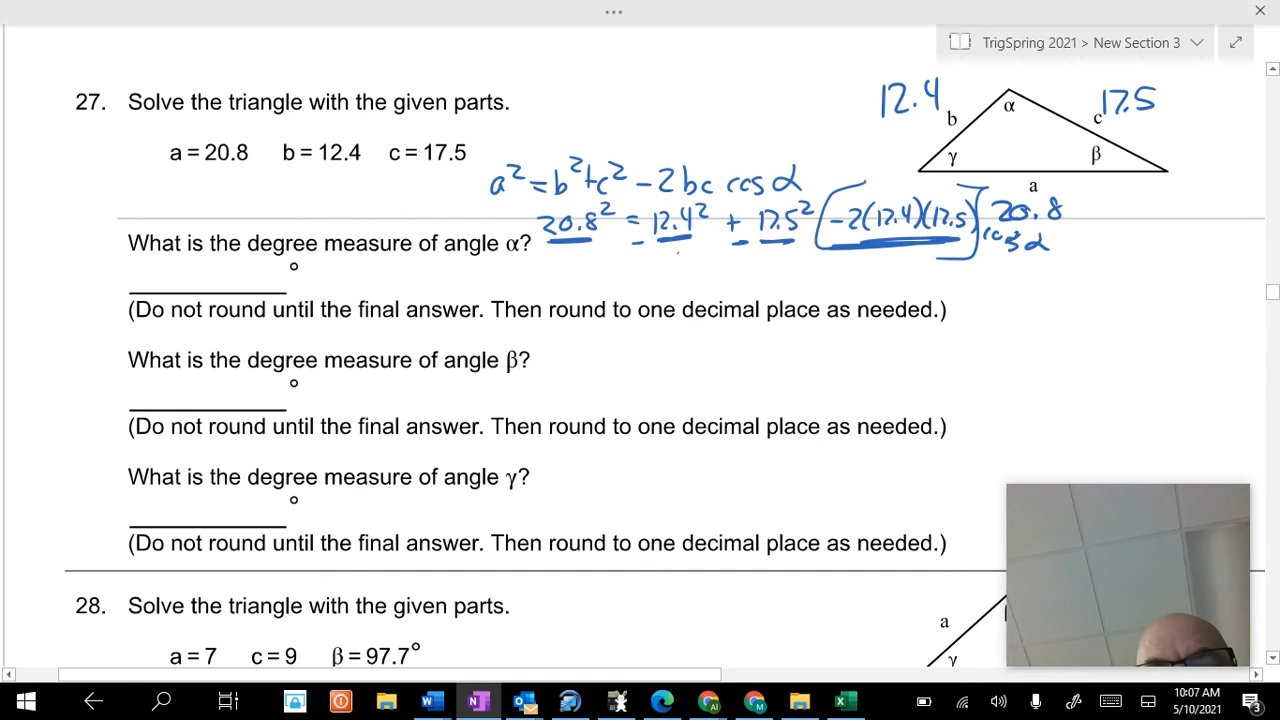 TrigSpring 2021 > New Section 3
27. Solve the triangle with the given parts.
a = 20.8 b = 12.4 c = 17.5
12.4
17.5
b
α
c
γ
β
a
20.8
a² = b² + c² - 2bc cos α
20.8² = 12.4² + 17.5² [-2(12.4)(17.5)] cos α
What is the degree measure of angle α?
°
(Do not round until the final answer. Then round to one decimal place as needed.)
What is the degree measure of angle β?
°
(Do not round until the final answer. Then round to one decimal place as needed.)
What is the degree measure of angle γ?
°
(Do not round until the final answer. Then round to one decimal place as needed.)
28. Solve the triangle with the given parts.
a
γ
a = 7 c = 9 β = 97.7°
10:07 AM
5/10/2021
3